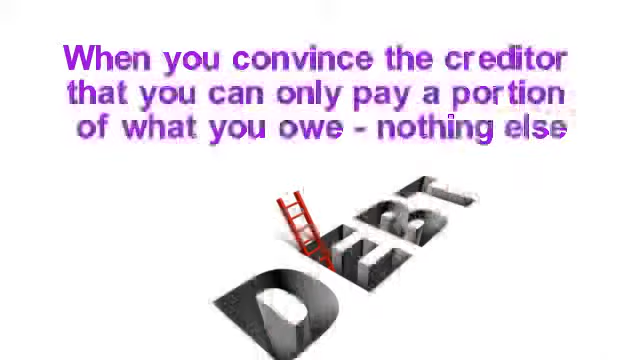 When you convince the creditor
that you can only pay a portion
of what you owe - nothing else
DEBT